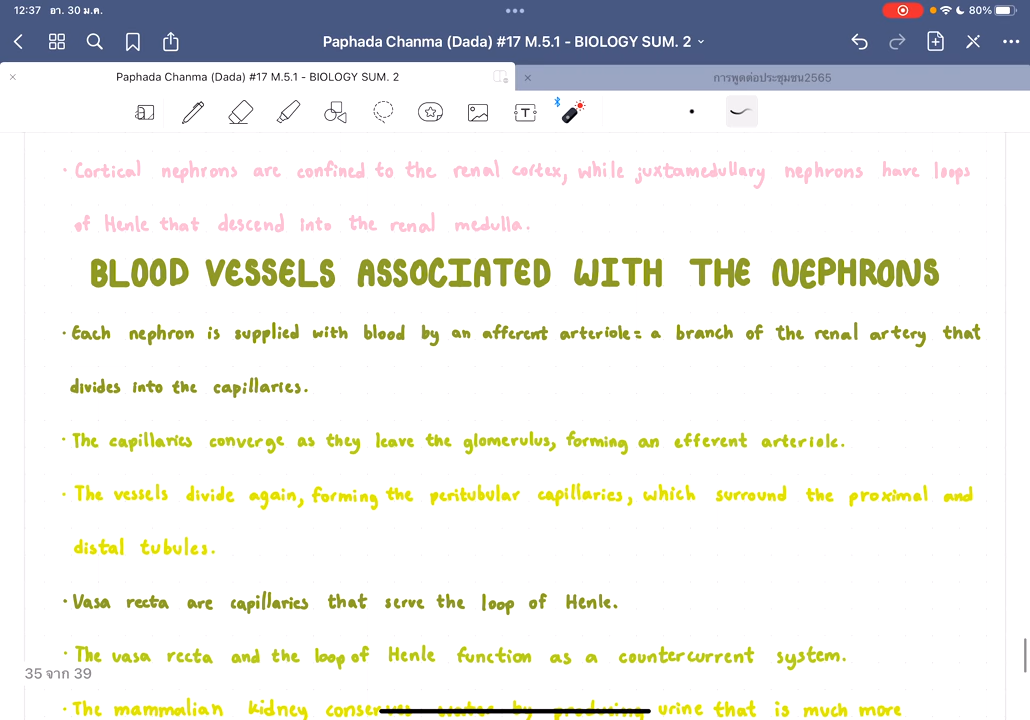 12:37 อา. 30 ม.ค. 80%
Paphada Chanma (Dada) #17 M.5.1 - BIOLOGY SUM. 2
Paphada Chanma (Dada) #17 M.5.1 - BIOLOGY SUM. 2
การพูดต่อประชุมชน2565
· Cortical nephrons are confined to the renal cortex, while juxtamedullary nephrons have loops
of Henle that descend into the renal medulla.
BLOOD VESSELS ASSOCIATED WITH THE NEPHRONS
· Each nephron is supplied with blood by an afferent arteriole = a branch of the renal artery that
divides into the capillaries.
· The capillaries converge as they leave the glomerulus, forming an efferent arteriole.
· The vessels divide again, forming the peritubular capillaries, which surround the proximal and
distal tubules.
· Vasa recta are capillaries that serve the loop of Henle.
· The vasa recta and the loop of Henle function as a countercurrent system.
35 จาก 39
· The mammalian kidney conserves water by producing urine that is much more